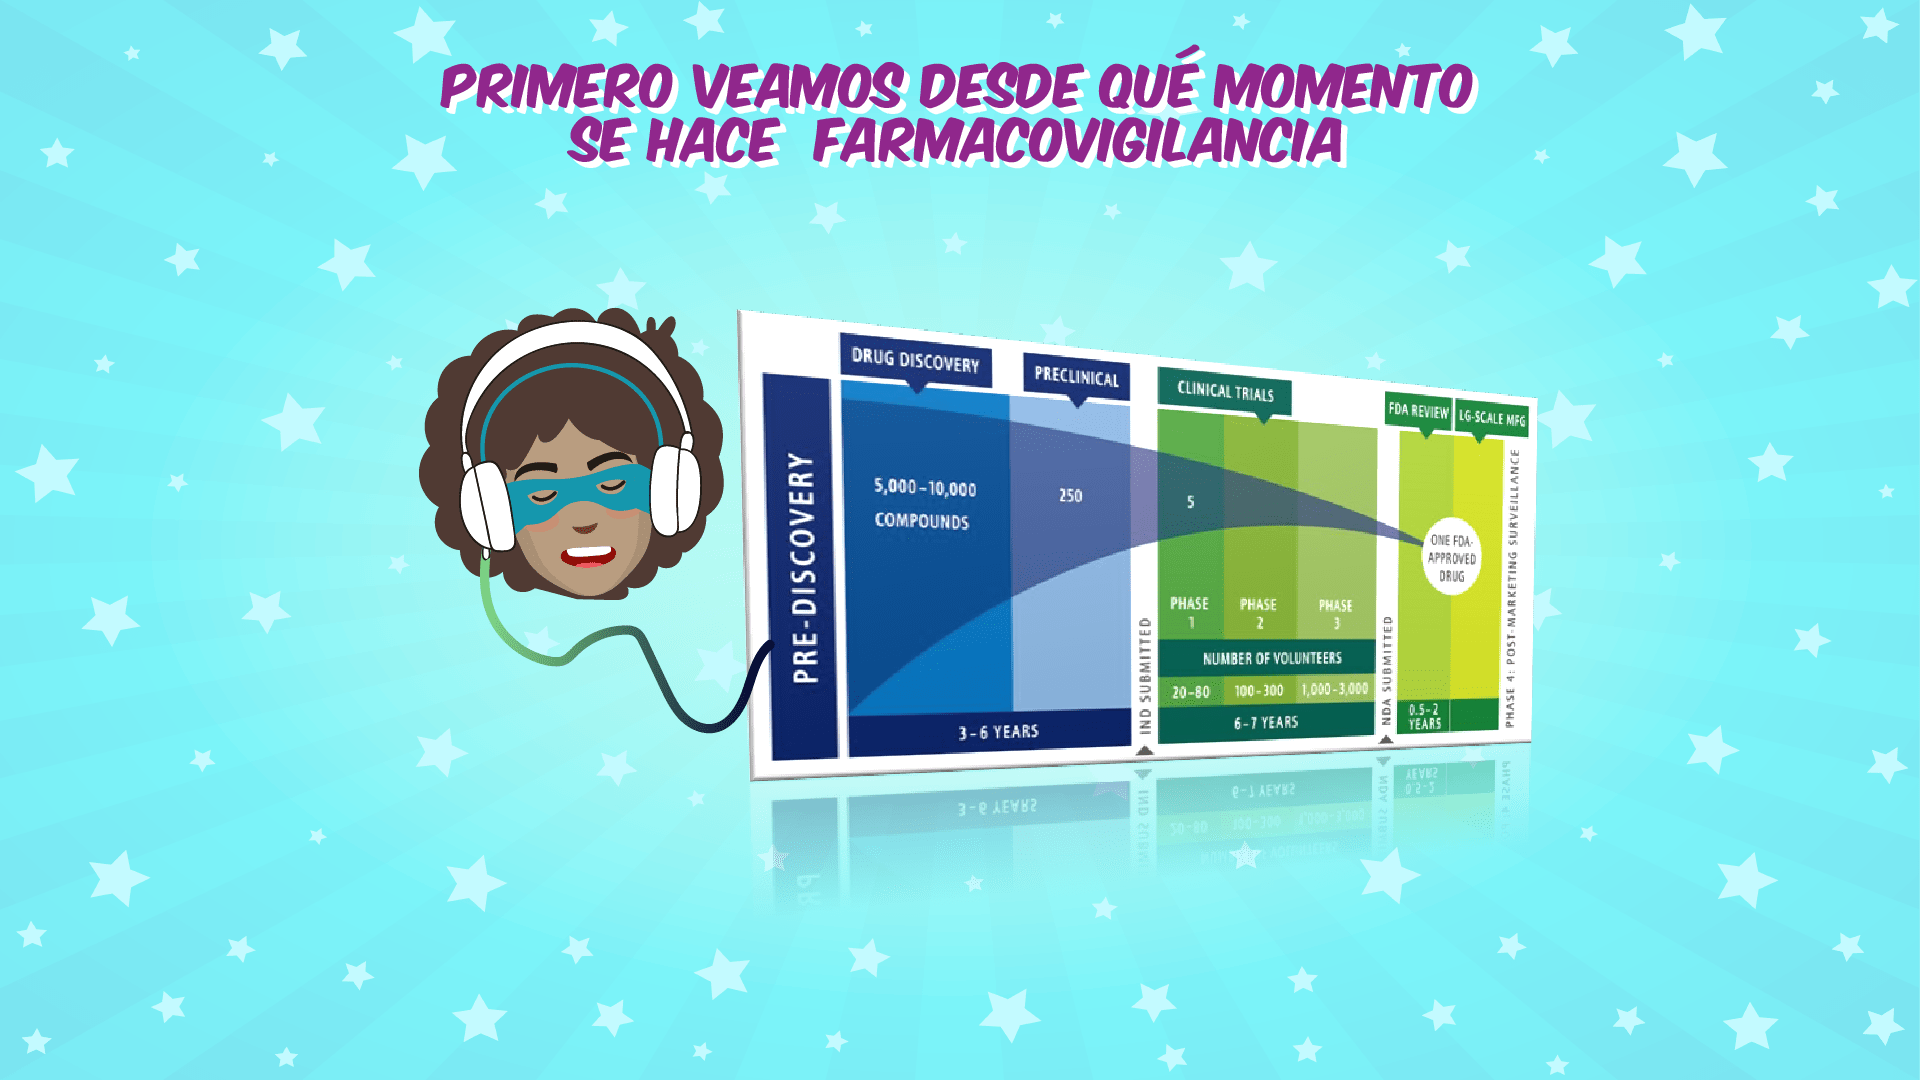 PRIMERO VEAMOS DESDE QUÉ MOMENTO
SE HACE FARMACOVIGILANCIA
PRE-DISCOVERY
DRUG DISCOVERY
PRECLINICAL
CLINICAL TRIALS
FDA REVIEW
LG-SCALE MFG
5,000–10,000
COMPOUNDS
250
5
ONE FDA-
APPROVED
DRUG
PHASE
1
PHASE
2
PHASE
3
NUMBER OF VOLUNTEERS
20–80
100–300
1,000–3,000
3–6 YEARS
IND SUBMITTED
6–7 YEARS
NDA SUBMITTED
0.5–2
YEARS
PHASE 4: POST-MARKETING SURVEILLANCE